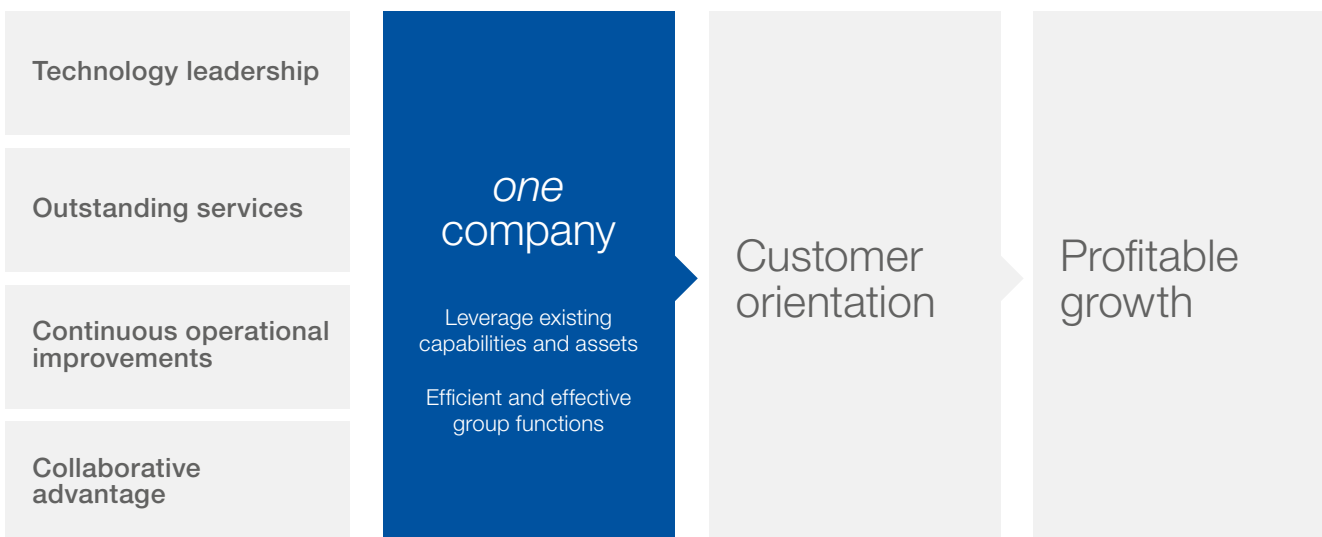 Technology leadership
Outstanding services
Continuous operational
improvements
Collaborative
advantage
one
company
Leverage existing
capabilities and assets
Efficient and effective
group functions
Customer
orientation
Profitable
growth